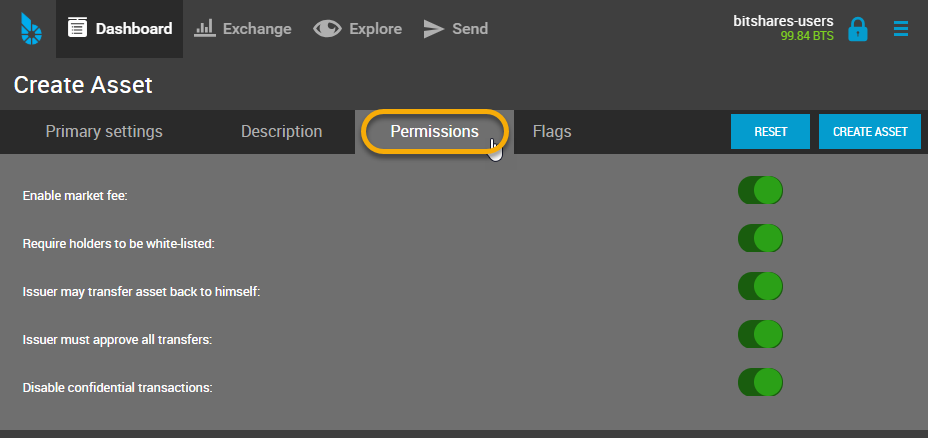 Dashboard
Exchange
Explore
Send
bitshares-users
99.84 BTS
Create Asset
Primary settings
Description
Permissions
Flags
RESET
CREATE ASSET
Enable market fee:
Require holders to be white-listed:
Issuer may transfer asset back to himself:
Issuer must approve all transfers:
Disable confidential transactions: